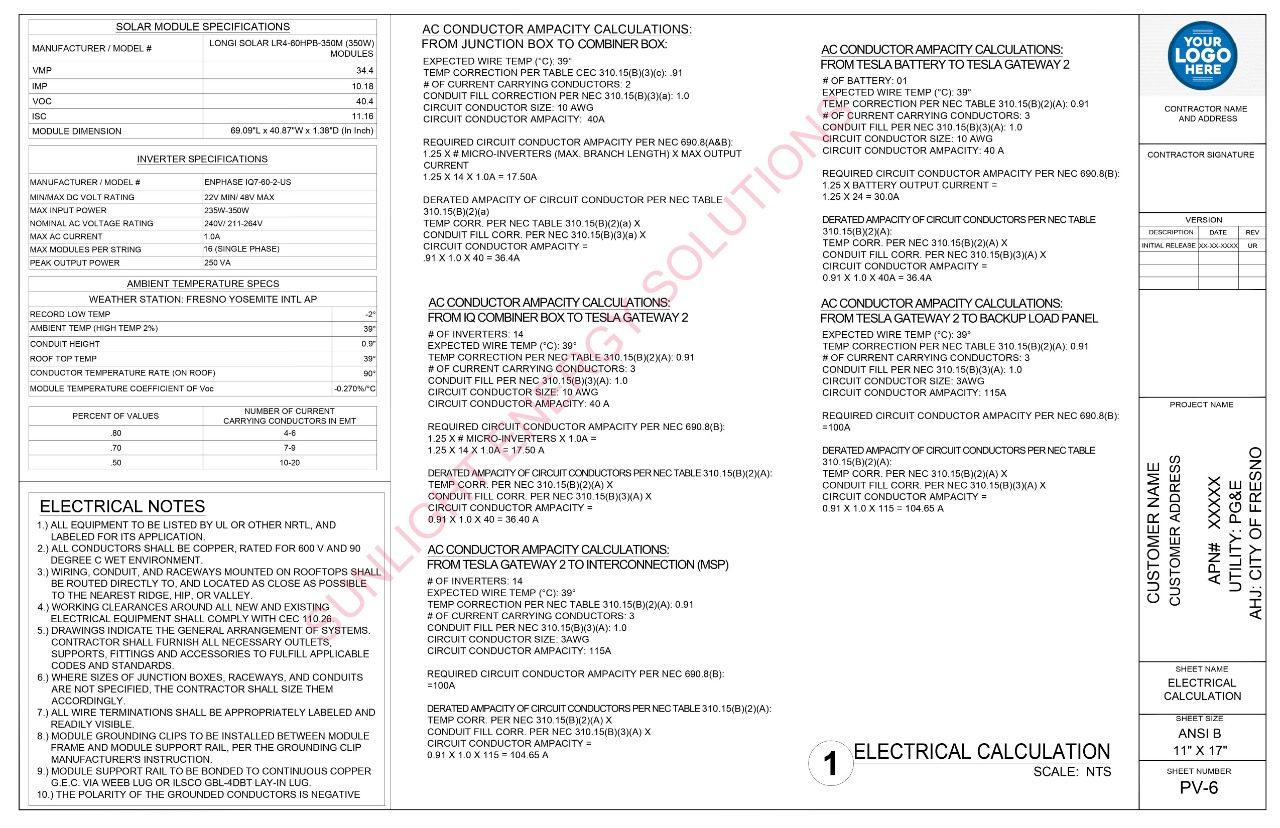 SOLAR MODULE SPECIFICATIONS
MANUFACTURER / MODEL # LONGI SOLAR LR4-60HPB-350M (350W) MODULES
VMP 34.4
IMP 10.18
VOC 40.4
ISC 11.16
MODULE DIMENSION 69.09"L x 40.87"W x 1.38"D (In Inch)
INVERTER SPECIFICATIONS
MANUFACTURER / MODEL # ENPHASE IQ7-60-2-US
MIN/MAX DC VOLT RATING 22V MIN/ 48V MAX
MAX INPUT POWER 235W-350W
NOMINAL AC VOLTAGE RATING 240V/ 211-264V
MAX AC CURRENT 1.0A
MAX MODULES PER STRING 16 (SINGLE PHASE)
PEAK OUTPUT POWER 250 VA
AMBIENT TEMPERATURE SPECS
WEATHER STATION: FRESNO YOSEMITE INTL AP
RECORD LOW TEMP -2°
AMBIENT TEMP (HIGH TEMP 2%) 39°
CONDUIT HEIGHT 0.9"
ROOF TOP TEMP 39°
CONDUCTOR TEMPERATURE RATE (ON ROOF) 90°
MODULE TEMPERATURE COEFFICIENT OF Voc -0.270%/°C
PERCENT OF VALUES NUMBER OF CURRENT CARRYING CONDUCTORS IN EMT
.80 4-6
.70 7-9
.50 10-20
ELECTRICAL NOTES
1.) ALL EQUIPMENT TO BE LISTED BY UL OR OTHER NRTL, AND
LABELED FOR ITS APPLICATION.
2.) ALL CONDUCTORS SHALL BE COPPER, RATED FOR 600 V AND 90
DEGREE C WET ENVIRONMENT.
3.) WIRING, CONDUIT, AND RACEWAYS MOUNTED ON ROOFTOPS SHALL
BE ROUTED DIRECTLY TO, AND LOCATED AS CLOSE AS POSSIBLE
TO THE NEAREST RIDGE, HIP, OR VALLEY.
4.) WORKING CLEARANCES AROUND ALL NEW AND EXISTING
ELECTRICAL EQUIPMENT SHALL COMPLY WITH CEC 110.26.
5.) DRAWINGS INDICATE THE GENERAL ARRANGEMENT OF SYSTEMS.
CONTRACTOR SHALL FURNISH ALL NECESSARY OUTLETS,
SUPPORTS, FITTINGS AND ACCESSORIES TO FULFILL APPLICABLE
CODES AND STANDARDS.
6.) WHERE SIZES OF JUNCTION BOXES, RACEWAYS, AND CONDUITS
ARE NOT SPECIFIED, THE CONTRACTOR SHALL SIZE THEM
ACCORDINGLY.
7.) ALL WIRE TERMINATIONS SHALL BE APPROPRIATELY LABELED AND
READILY VISIBLE.
8.) MODULE GROUNDING CLIPS TO BE INSTALLED BETWEEN MODULE
FRAME AND MODULE SUPPORT RAIL, PER THE GROUNDING CLIP
MANUFACTURER'S INSTRUCTION.
9.) MODULE SUPPORT RAIL TO BE BONDED TO CONTINUOUS COPPER
G.E.C. VIA WEEB LUG OR ILSCO GBL-4DBT LAY-IN LUG.
10.) THE POLARITY OF THE GROUNDED CONDUCTORS IS NEGATIVE
AC CONDUCTOR AMPACITY CALCULATIONS:
FROM JUNCTION BOX TO COMBINER BOX:
EXPECTED WIRE TEMP (°C): 39°
TEMP CORRECTION PER TABLE CEC 310.15(B)(3)(c): .91
# OF CURRENT CARRYING CONDUCTORS: 2
CONDUIT FILL CORRECTION PER NEC 310.15(B)(3)(a): 1.0
CIRCUIT CONDUCTOR SIZE: 10 AWG
CIRCUIT CONDUCTOR AMPACITY: 40A
REQUIRED CIRCUIT CONDUCTOR AMPACITY PER NEC 690.8(A&B):
1.25 X # MICRO-INVERTERS (MAX. BRANCH LENGTH) X MAX OUTPUT
CURRENT
1.25 X 14 X 1.0A = 17.50A
DERATED AMPACITY OF CIRCUIT CONDUCTORS PER NEC TABLE
310.15(B)(2)(a)
TEMP CORR. PER NEC TABLE 310.15(B)(2)(a) X
CONDUIT FILL CORR. PER NEC 310.15(B)(3)(a) X
CIRCUIT CONDUCTOR AMPACITY =
.91 X 1.0 X 40 = 36.4A
AC CONDUCTOR AMPACITY CALCULATIONS:
FROM IQ COMBINER BOX TO TESLA GATEWAY 2
# OF INVERTERS: 14
EXPECTED WIRE TEMP (°C): 39°
TEMP CORRECTION PER NEC TABLE 310.15(B)(2)(A): 0.91
# OF CURRENT CARRYING CONDUCTORS: 3
CONDUIT FILL PER NEC 310.15(B)(3)(A): 1.0
CIRCUIT CONDUCTOR SIZE: 10 AWG
CIRCUIT CONDUCTOR AMPACITY: 40 A
REQUIRED CIRCUIT CONDUCTOR AMPACITY PER NEC 690.8(B):
1.25 X # MICRO-INVERTERS X 1.0A =
1.25 X 14 X 1.0A = 17.50 A
DERATED AMPACITY OF CIRCUIT CONDUCTORS PER NEC TABLE 310.15(B)(2)(A):
TEMP CORR. PER NEC 310.15(B)(2)(A) X
CONDUIT FILL CORR. PER NEC 310.15(B)(3)(A) X
CIRCUIT CONDUCTOR AMPACITY =
0.91 X 1.0 X 40 = 36.40 A
AC CONDUCTOR AMPACITY CALCULATIONS:
FROM TESLA GATEWAY 2 TO INTERCONNECTION (MSP)
# OF INVERTERS: 14
EXPECTED WIRE TEMP (°C): 39°
TEMP CORRECTION PER NEC TABLE 310.15(B)(2)(A): 0.91
# OF CURRENT CARRYING CONDUCTORS: 3
CONDUIT FILL PER NEC 310.15(B)(3)(A): 1.0
CIRCUIT CONDUCTOR SIZE: 3AWG
CIRCUIT CONDUCTOR AMPACITY: 115A
REQUIRED CIRCUIT CONDUCTOR AMPACITY PER NEC 690.8(B):
=100A
DERATED AMPACITY OF CIRCUIT CONDUCTORS PER NEC TABLE 310.15(B)(2)(A):
TEMP CORR. PER NEC 310.15(B)(2)(A) X
CONDUIT FILL CORR. PER NEC 310.15(B)(3)(A) X
CIRCUIT CONDUCTOR AMPACITY =
0.91 X 1.0 X 115 = 104.65 A
AC CONDUCTOR AMPACITY CALCULATIONS:
FROM TESLA BATTERY TO TESLA GATEWAY 2
# OF BATTERY: 01
EXPECTED WIRE TEMP (°C): 39°
TEMP CORRECTION PER NEC TABLE 310.15(B)(2)(A): 0.91
# OF CURRENT CARRYING CONDUCTORS: 3
CONDUIT FILL PER NEC 310.15(B)(3)(A): 1.0
CIRCUIT CONDUCTOR SIZE: 10 AWG
CIRCUIT CONDUCTOR AMPACITY: 40 A
REQUIRED CIRCUIT CONDUCTOR AMPACITY PER NEC 690.8(B):
1.25 X BATTERY OUTPUT CURRENT =
1.25 X 24 = 30.0A
DERATED AMPACITY OF CIRCUIT CONDUCTORS PER NEC TABLE
310.15(B)(2)(A):
TEMP CORR. PER NEC TABLE 310.15(B)(2)(A) X
CONDUIT FILL CORR. PER NEC 310.15(B)(3)(A) X
CIRCUIT CONDUCTOR AMPACITY =
0.91 X 1.0 X 40A = 36.4A
AC CONDUCTOR AMPACITY CALCULATIONS:
FROM TESLA GATEWAY 2 TO BACKUP LOAD PANEL
EXPECTED WIRE TEMP (°C): 39°
TEMP CORRECTION PER NEC TABLE 310.15(B)(2)(A): 0.91
# OF CURRENT CARRYING CONDUCTORS: 3
CONDUIT FILL PER NEC 310.15(B)(3)(A): 1.0
CIRCUIT CONDUCTOR SIZE: 3AWG
CIRCUIT CONDUCTOR AMPACITY: 115A
REQUIRED CIRCUIT CONDUCTOR AMPACITY PER NEC 690.8(B):
=100A
DERATED AMPACITY OF CIRCUIT CONDUCTORS PER NEC TABLE
310.15(B)(2)(A):
TEMP CORR. PER NEC 310.15(B)(2)(A) X
CONDUIT FILL CORR. PER NEC 310.15(B)(3)(A) X
CIRCUIT CONDUCTOR AMPACITY =
0.91 X 1.0 X 115 = 104.65 A
1 ELECTRICAL CALCULATION
SCALE: NTS
SUNLIGHT ENERGY SOLUTIONS
YOUR
LOGO
HERE
CONTRACTOR NAME
AND ADDRESS
CONTRACTOR SIGNATURE
VERSION
DESCRIPTION DATE REV
INITIAL RELEASE XX-XX-XXXX UR
PROJECT NAME
CUSTOMER NAME
CUSTOMER ADDRESS
APN# XXXXX
UTILITY: PG&E
AHJ: CITY OF FRESNO
SHEET NAME
ELECTRICAL
CALCULATION
SHEET SIZE
ANSI B
11" X 17"
SHEET NUMBER
PV-6